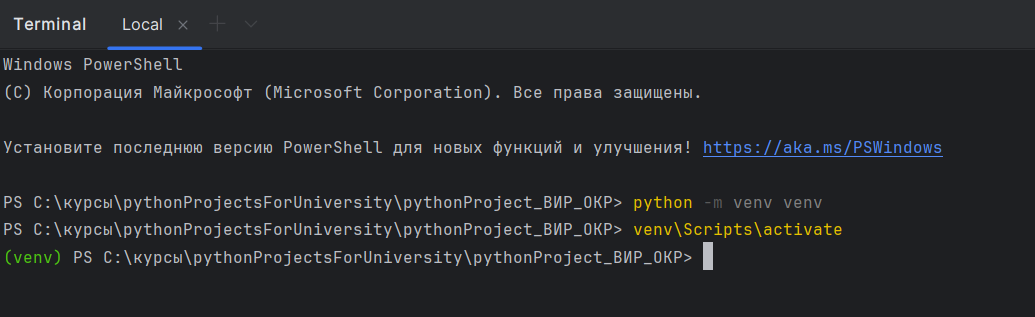 Terminal Local
Windows PowerShell
(C) Корпорация Майкрософт (Microsoft Corporation). Все права защищены.
Установите последнюю версию PowerShell для новых функций и улучшения! https://aka.ms/PSWindows
PS C:\курсы\pythonProjectsForUniversity\pythonProject_ВИР_ОКР> python -m venv venv
PS C:\курсы\pythonProjectsForUniversity\pythonProject_ВИР_ОКР> venv\Scripts\activate
(venv) PS C:\курсы\pythonProjectsForUniversity\pythonProject_ВИР_ОКР>